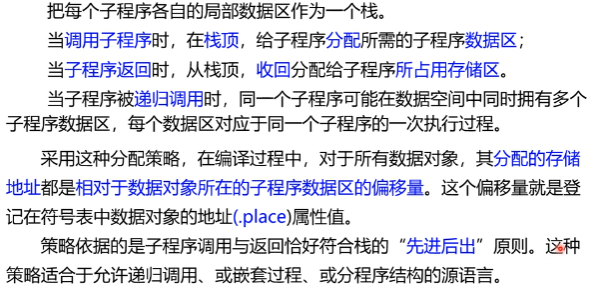 把每个子程序各自的局部数据区作为一个栈。
当调用子程序时，在栈顶，给子程序分配所需的子程序数据区；
当子程序返回时，从栈顶，收回分配给子程序所占用存储区。
当子程序被递归调用时，同一个子程序可能在数据空间中同时拥有多个
子程序数据区，每个数据区对应于同一个子程序的一次执行过程。
采用这种分配策略，在编译过程中，对于所有数据对象，其分配的存储
地址都是相对于数据对象所在的子程序数据区的偏移量。这个偏移量就是登
记在符号表中数据对象的地址(.place)属性值。
策略依据的是子程序调用与返回恰好符合栈的“先进后出”原则。这种
策略适合于允许递归调用、或嵌套过程、或分程序结构的源语言。